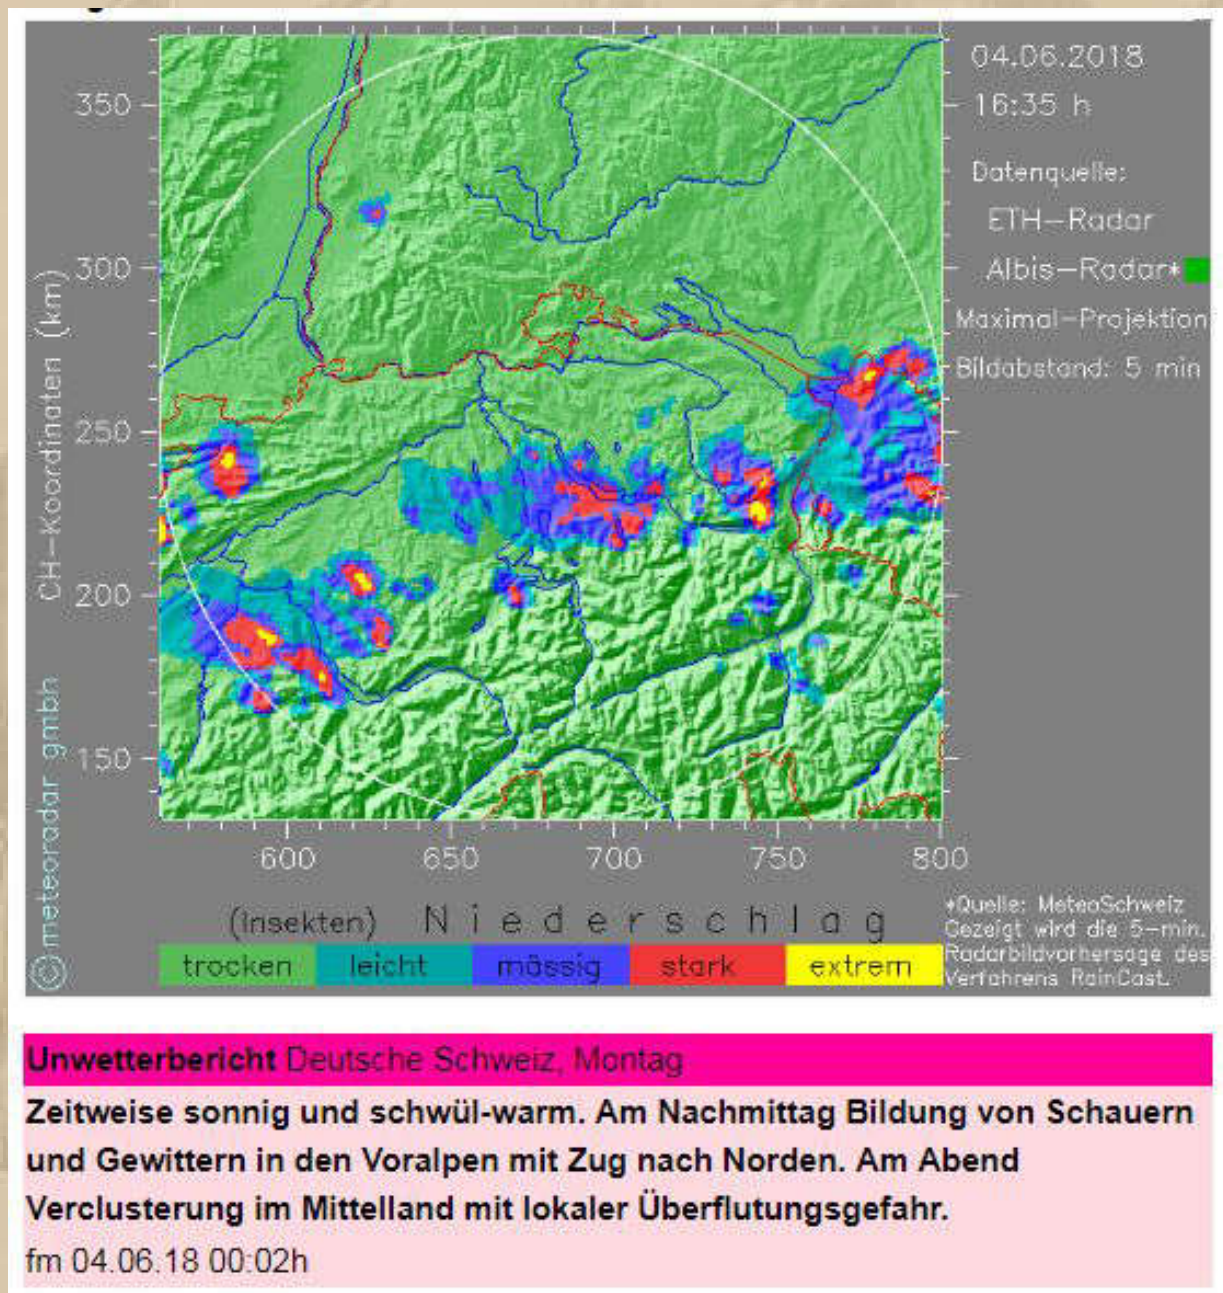 04.06.2018
16:35 h
Datenquelle:
ETH-Radar
Albis-Radar*
Maximal-Projektion
Bildabstand: 5 min
CH-Koordinaten (km)
350
300
250
200
150
600 650 700 750 800
© meteoradar gmbh
(Insekten) Niederschlag
trocken leicht mässig stark extrem
*Quelle: MeteoSchweiz
Gezeigt wird die 5-min.
Radarbildvorhersage des
Verfahrens RainCast.
Unwetterbericht Deutsche Schweiz, Montag
Zeitweise sonnig und schwül-warm. Am Nachmittag Bildung von Schauern
und Gewittern in den Voralpen mit Zug nach Norden. Am Abend
Verclusterung im Mittelland mit lokaler Überflutungsgefahr.
fm 04.06.18 00:02h